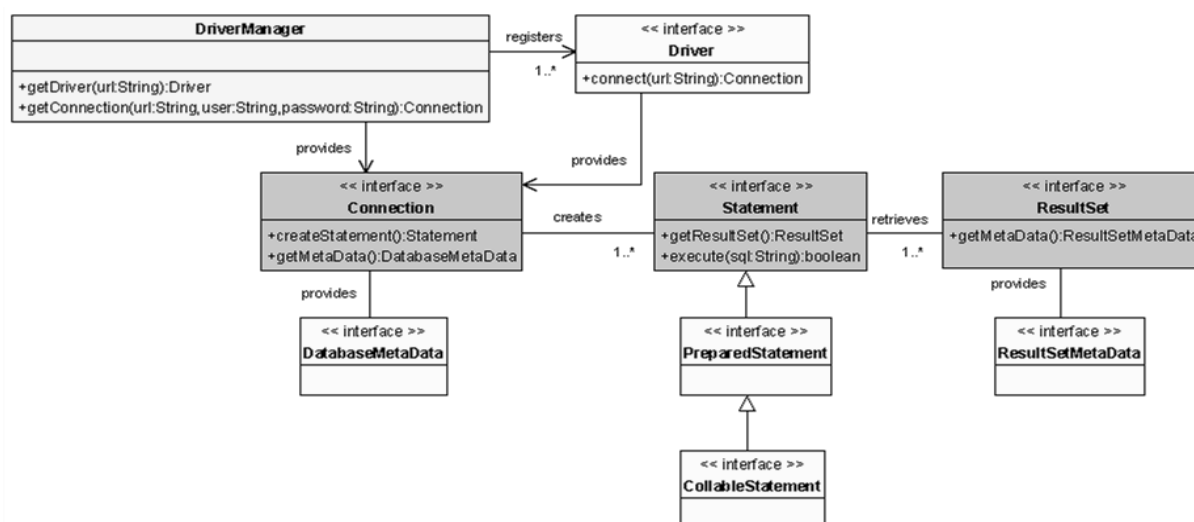 DriverManager
+getDriver(url:String):Driver
+getConnection(url:String,user:String,password:String):Connection
registers
1..*
<< interface >>
Driver
+connect(url:String):Connection
provides
provides
<< interface >>
Connection
+createStatement():Statement
+getMetaData():DatabaseMetaData
creates
1..*
<< interface >>
Statement
+getResultSet():ResultSet
+execute(sql:String):boolean
retrieves
1..*
<< interface >>
ResultSet
+getMetaData():ResultSetMetaData
provides
provides
<< interface >>
DatabaseMetaData
<< interface >>
PreparedStatement
<< interface >>
ResultSetMetaData
<< interface >>
CollableStatement